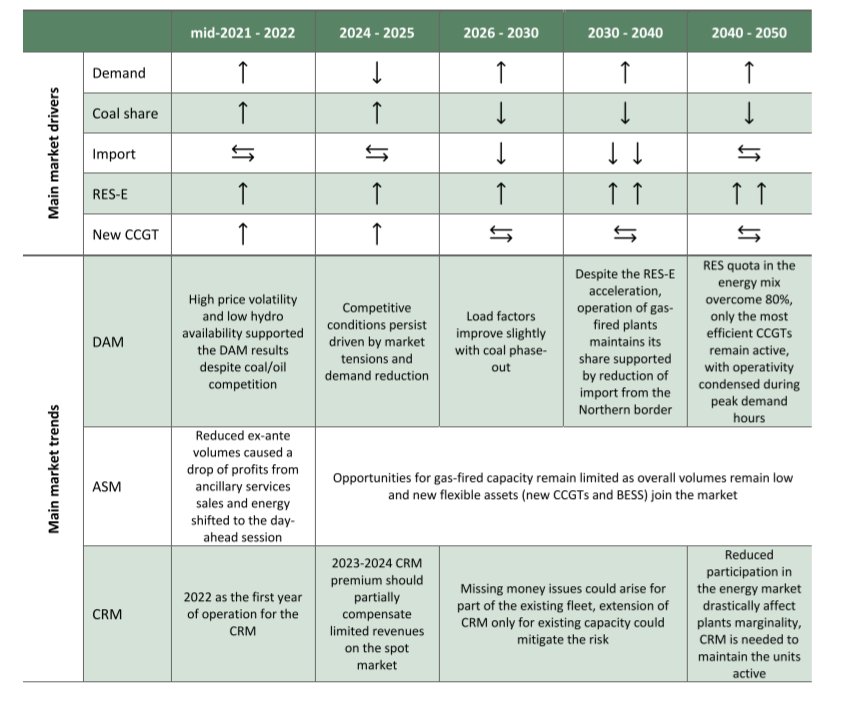 mid-2021 - 2022
2024 - 2025
2026 - 2030
2030 - 2040
2040 - 2050
Main market drivers
Demand
↑
↓
↑
↑
↑
Coal share
↑
↑
↓
↓
↓
Import
⇆
⇆
↓
↓ ↓
⇆
RES-E
↑
↑
↑
↑ ↑
↑ ↑
New CCGT
↑
↑
⇆
⇆
⇆
Main market trends
DAM
High price volatility
and low hydro
availability supported
the DAM results
despite coal/oil
competition
Competitive
conditions persist
driven by market
tensions and
demand reduction
Load factors
improve slightly
with coal phase-
out
Despite the RES-E
acceleration,
operation of gas-
fired plants
maintains its
share supported
by reduction of
import from the
Northern border
RES quota in the
energy mix
overcome 80%,
only the most
efficient CCGTs
remain active,
with operativity
condensed during
peak demand
hours
ASM
Reduced ex-ante
volumes caused a
drop of profits from
ancillary services
sales and energy
shifted to the day-
ahead session
Opportunities for gas-fired capacity remain limited as overall volumes remain low
and new flexible assets (new CCGTs and BESS) join the market
CRM
2022 as the first year
of operation for the
CRM
2023-2024 CRM
premium should
partially
compensate
limited revenues
on the spot
market
Missing money issues could arise for
part of the existing fleet, extension of
CRM only for existing capacity could
mitigate the risk
Reduced
participation in
the energy market
drastically affect
plants marginality,
CRM is needed to
maintain the units
active